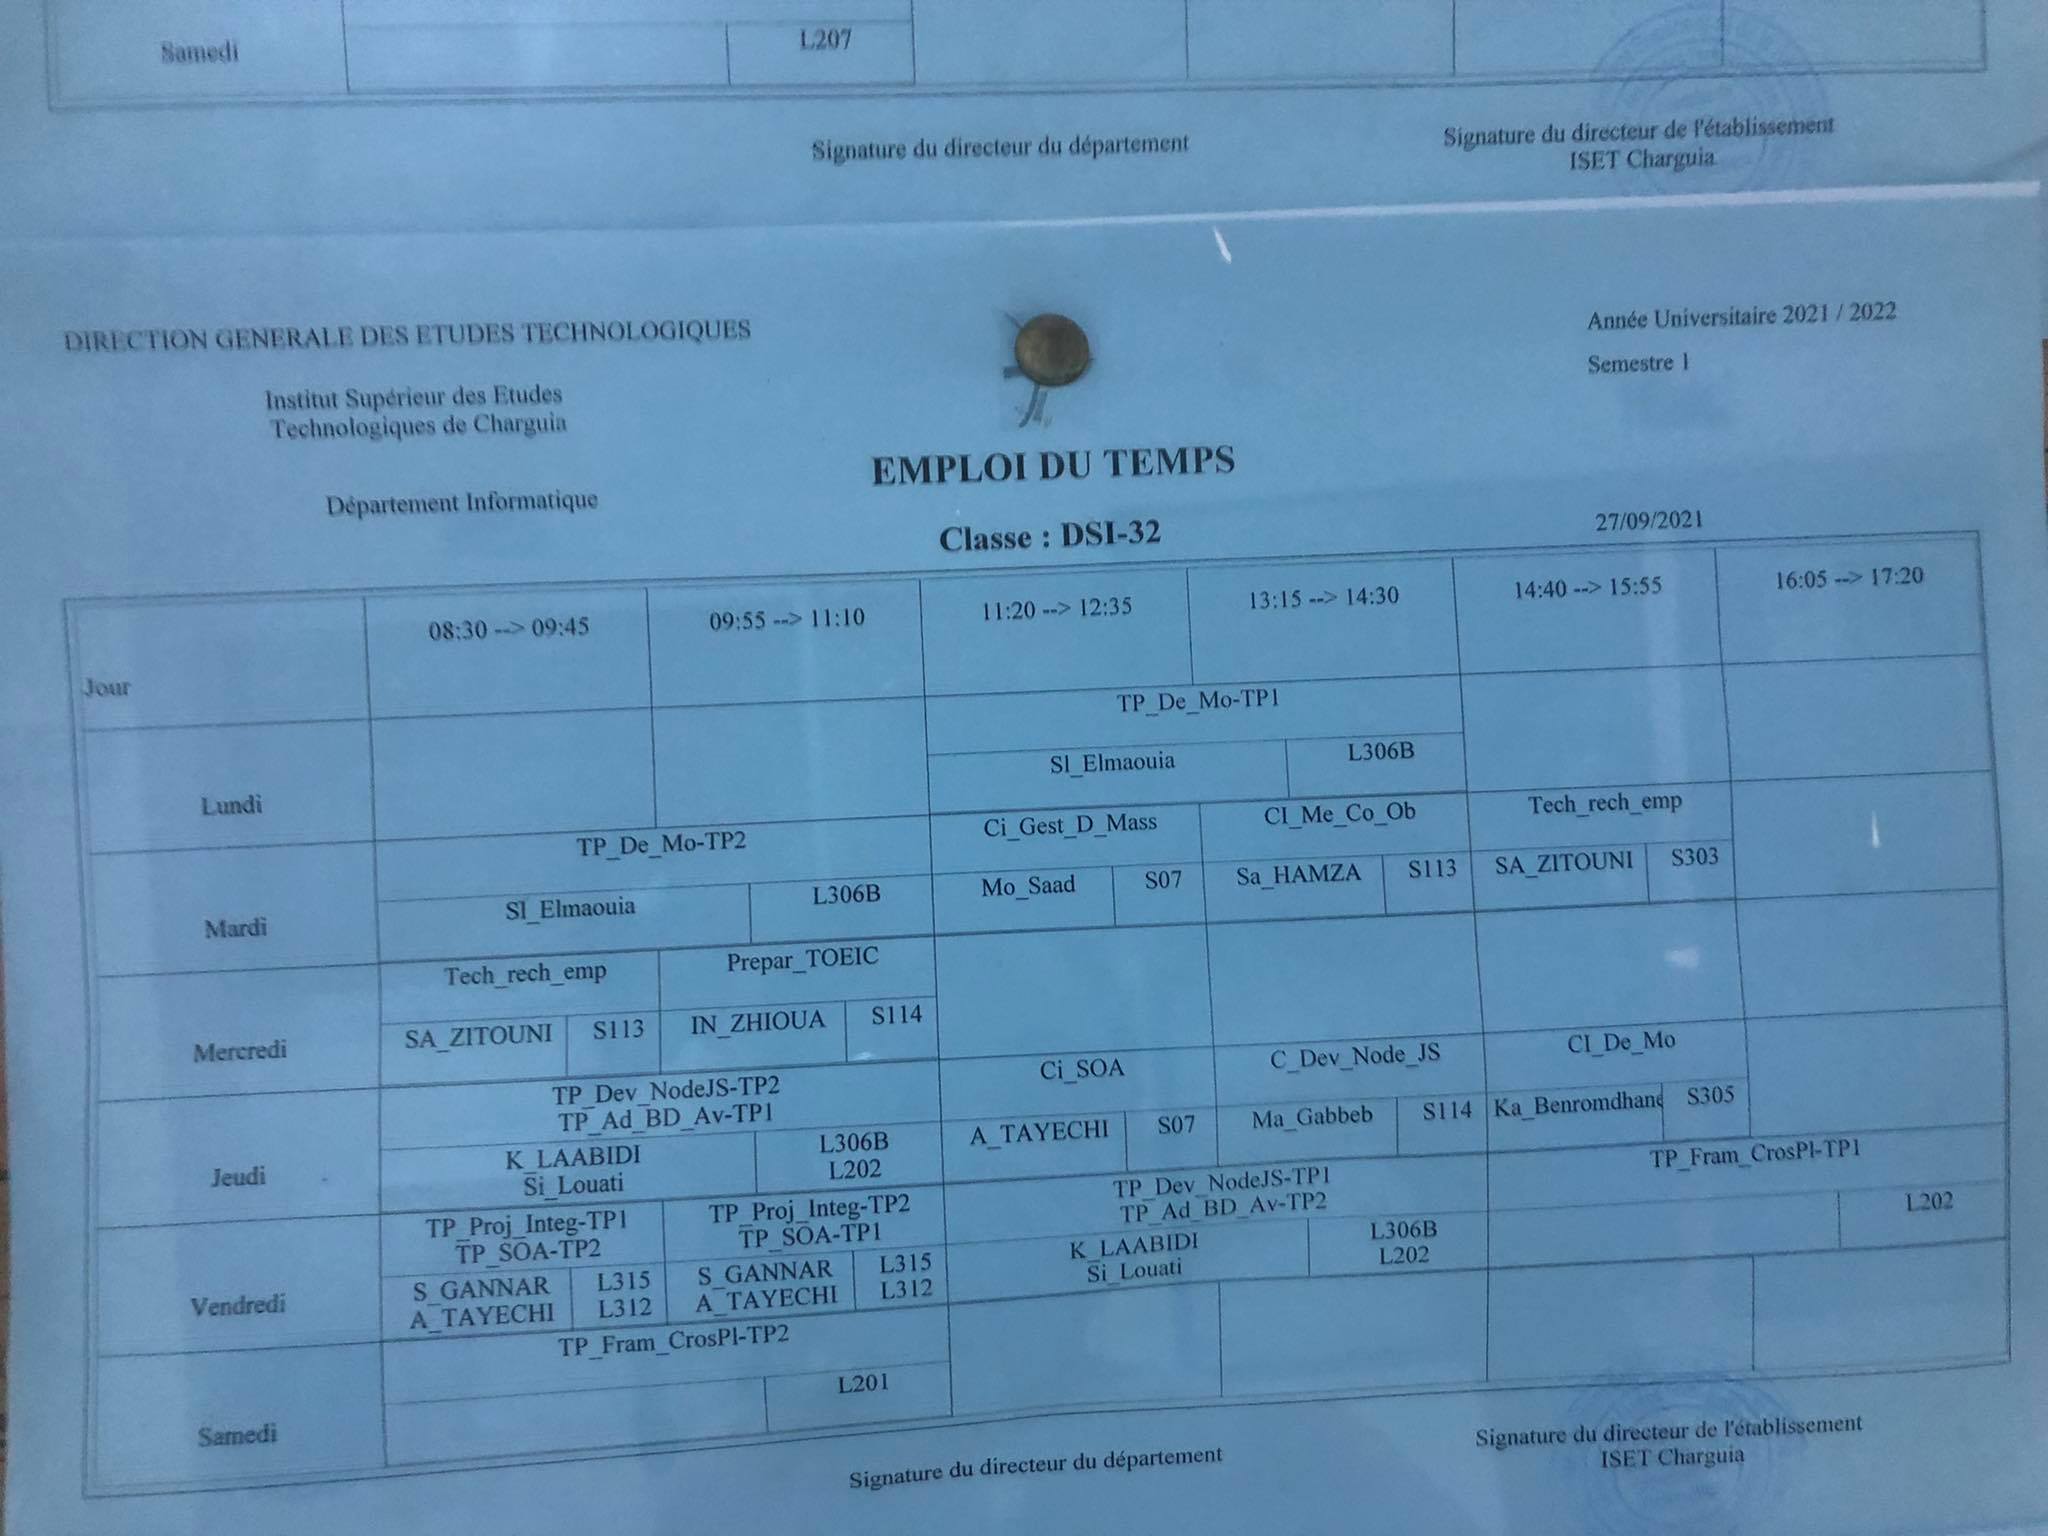 Samedi L207
Signature du directeur du département
Signature du directeur de l'établissement
ISET Charguia
DIRECTION GENERALE DES ETUDES TECHNOLOGIQUES
Année Universitaire 2021 / 2022
Semestre 1
Institut Supérieur des Etudes
Technologiques de Charguia
EMPLOI DU TEMPS
Département Informatique
Classe : DSI-32
27/09/2021
Jour 08:30 --> 09:45 09:55 --> 11:10 11:20 --> 12:35 13:15 --> 14:30 14:40 --> 15:55 16:05 --> 17:20
Lundi
TP_De_Mo-TP1
Sl_Elmaouia L306B
Mardi
TP_De_Mo-TP2 Ci_Gest_D_Mass CI_Me_Co_Ob Tech_rech_emp
Sl_Elmaouia L306B Mo_Saad S07 Sa_HAMZA S113 SA_ZITOUNI S303
Mercredi
Tech_rech_emp Prepar_TOEIC
SA_ZITOUNI S113 IN_ZHIOUA S114
Jeudi
TP_Dev_NodeJS-TP2 Ci_SOA C_Dev_Node_JS CI_De_Mo
TP_Ad_BD_Av-TP1
K_LAABIDI L306B A_TAYECHI S07 Ma_Gabbeb S114 Ka_Benromdhane S305
Si_Louati L202
Vendredi
TP_Proj_Integ-TP1 TP_Proj_Integ-TP2 TP_Dev_NodeJS-TP1 TP_Fram_CrosPl-TP1
TP_SOA-TP2 TP_SOA-TP1 TP_Ad_BD_Av-TP2
S_GANNAR L315 S_GANNAR L315 K_LAABIDI L306B L202
A_TAYECHI L312 A_TAYECHI L312 Si_Louati L202
Samedi
TP_Fram_CrosPl-TP2
L201
Signature du directeur du département
Signature du directeur de l'établissement
ISET Charguia